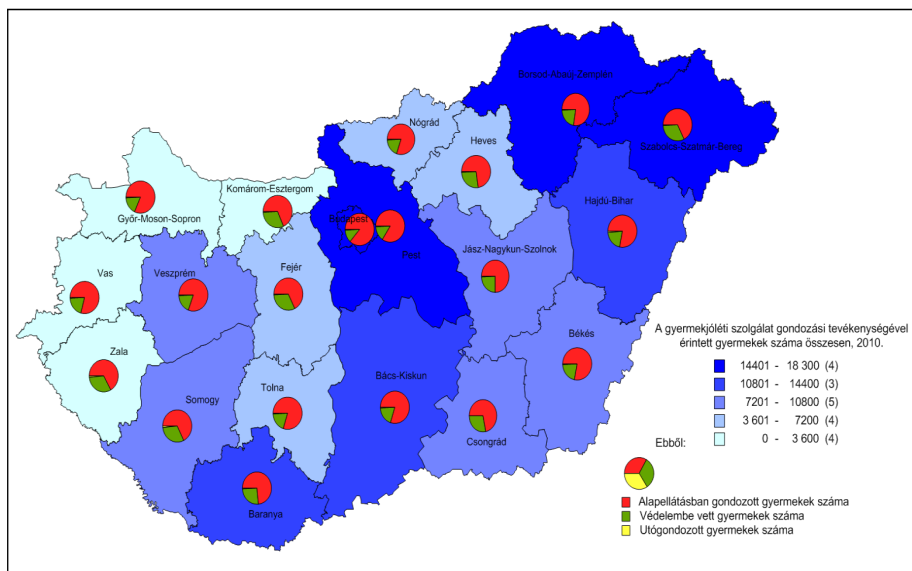 Borsod-Abaúj-Zemplén
Nógrád
Heves
Szabolcs-Szatmár-Bereg
Komárom-Esztergom
Hajdú-Bihar
Győr-Moson-Sopron
Budapest
Pest
Jász-Nagykun-Szolnok
Vas
Veszprém
Fejér
Békés
Zala
Somogy
Tolna
Bács-Kiskun
Csongrád
Baranya
A gyermekjóléti szolgálat gondozási tevékenységével
érintett gyermekek száma összesen, 2010.
14401 - 18 300 (4)
10801 - 14400 (3)
7201 - 10800 (5)
3 601 - 7200 (4)
0 - 3 600 (4)
Ebből:
Alapellátásban gondozott gyermekek száma
Védelembe vett gyermekek száma
Utógondozott gyermekek száma